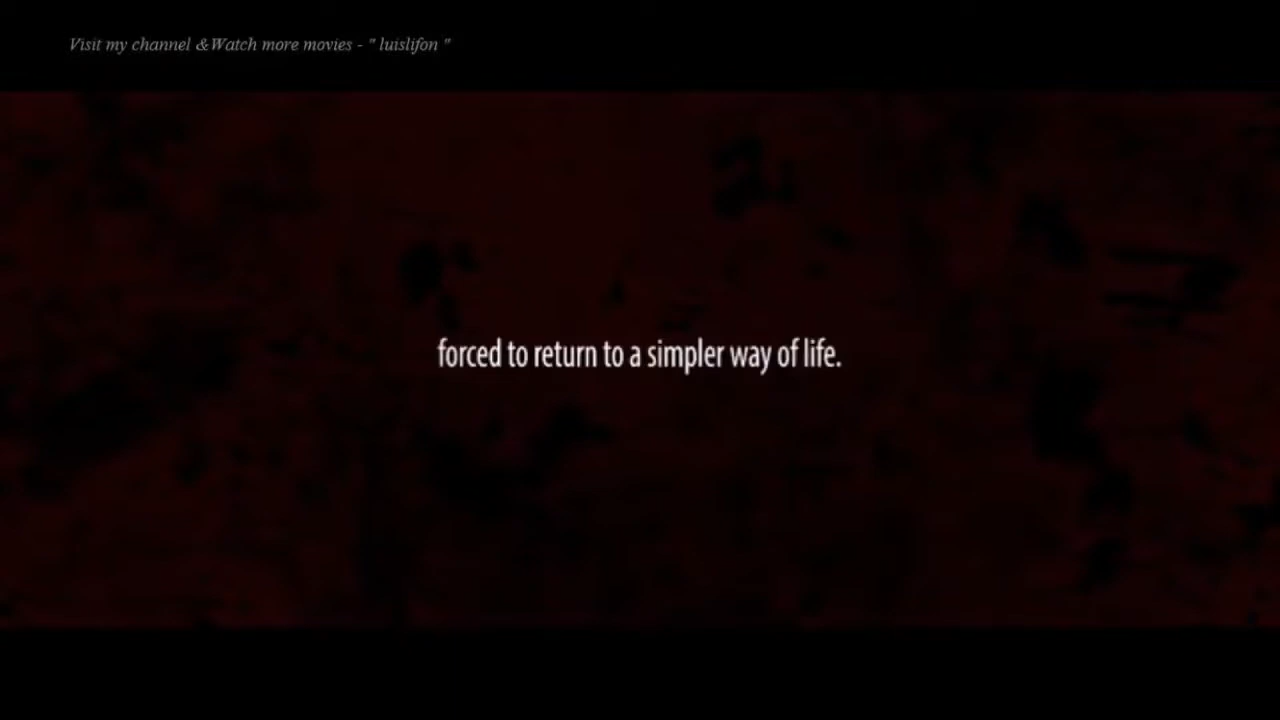 Visit my channel &Watch more movies - " luislifon "
forced to return to a simpler way of life.